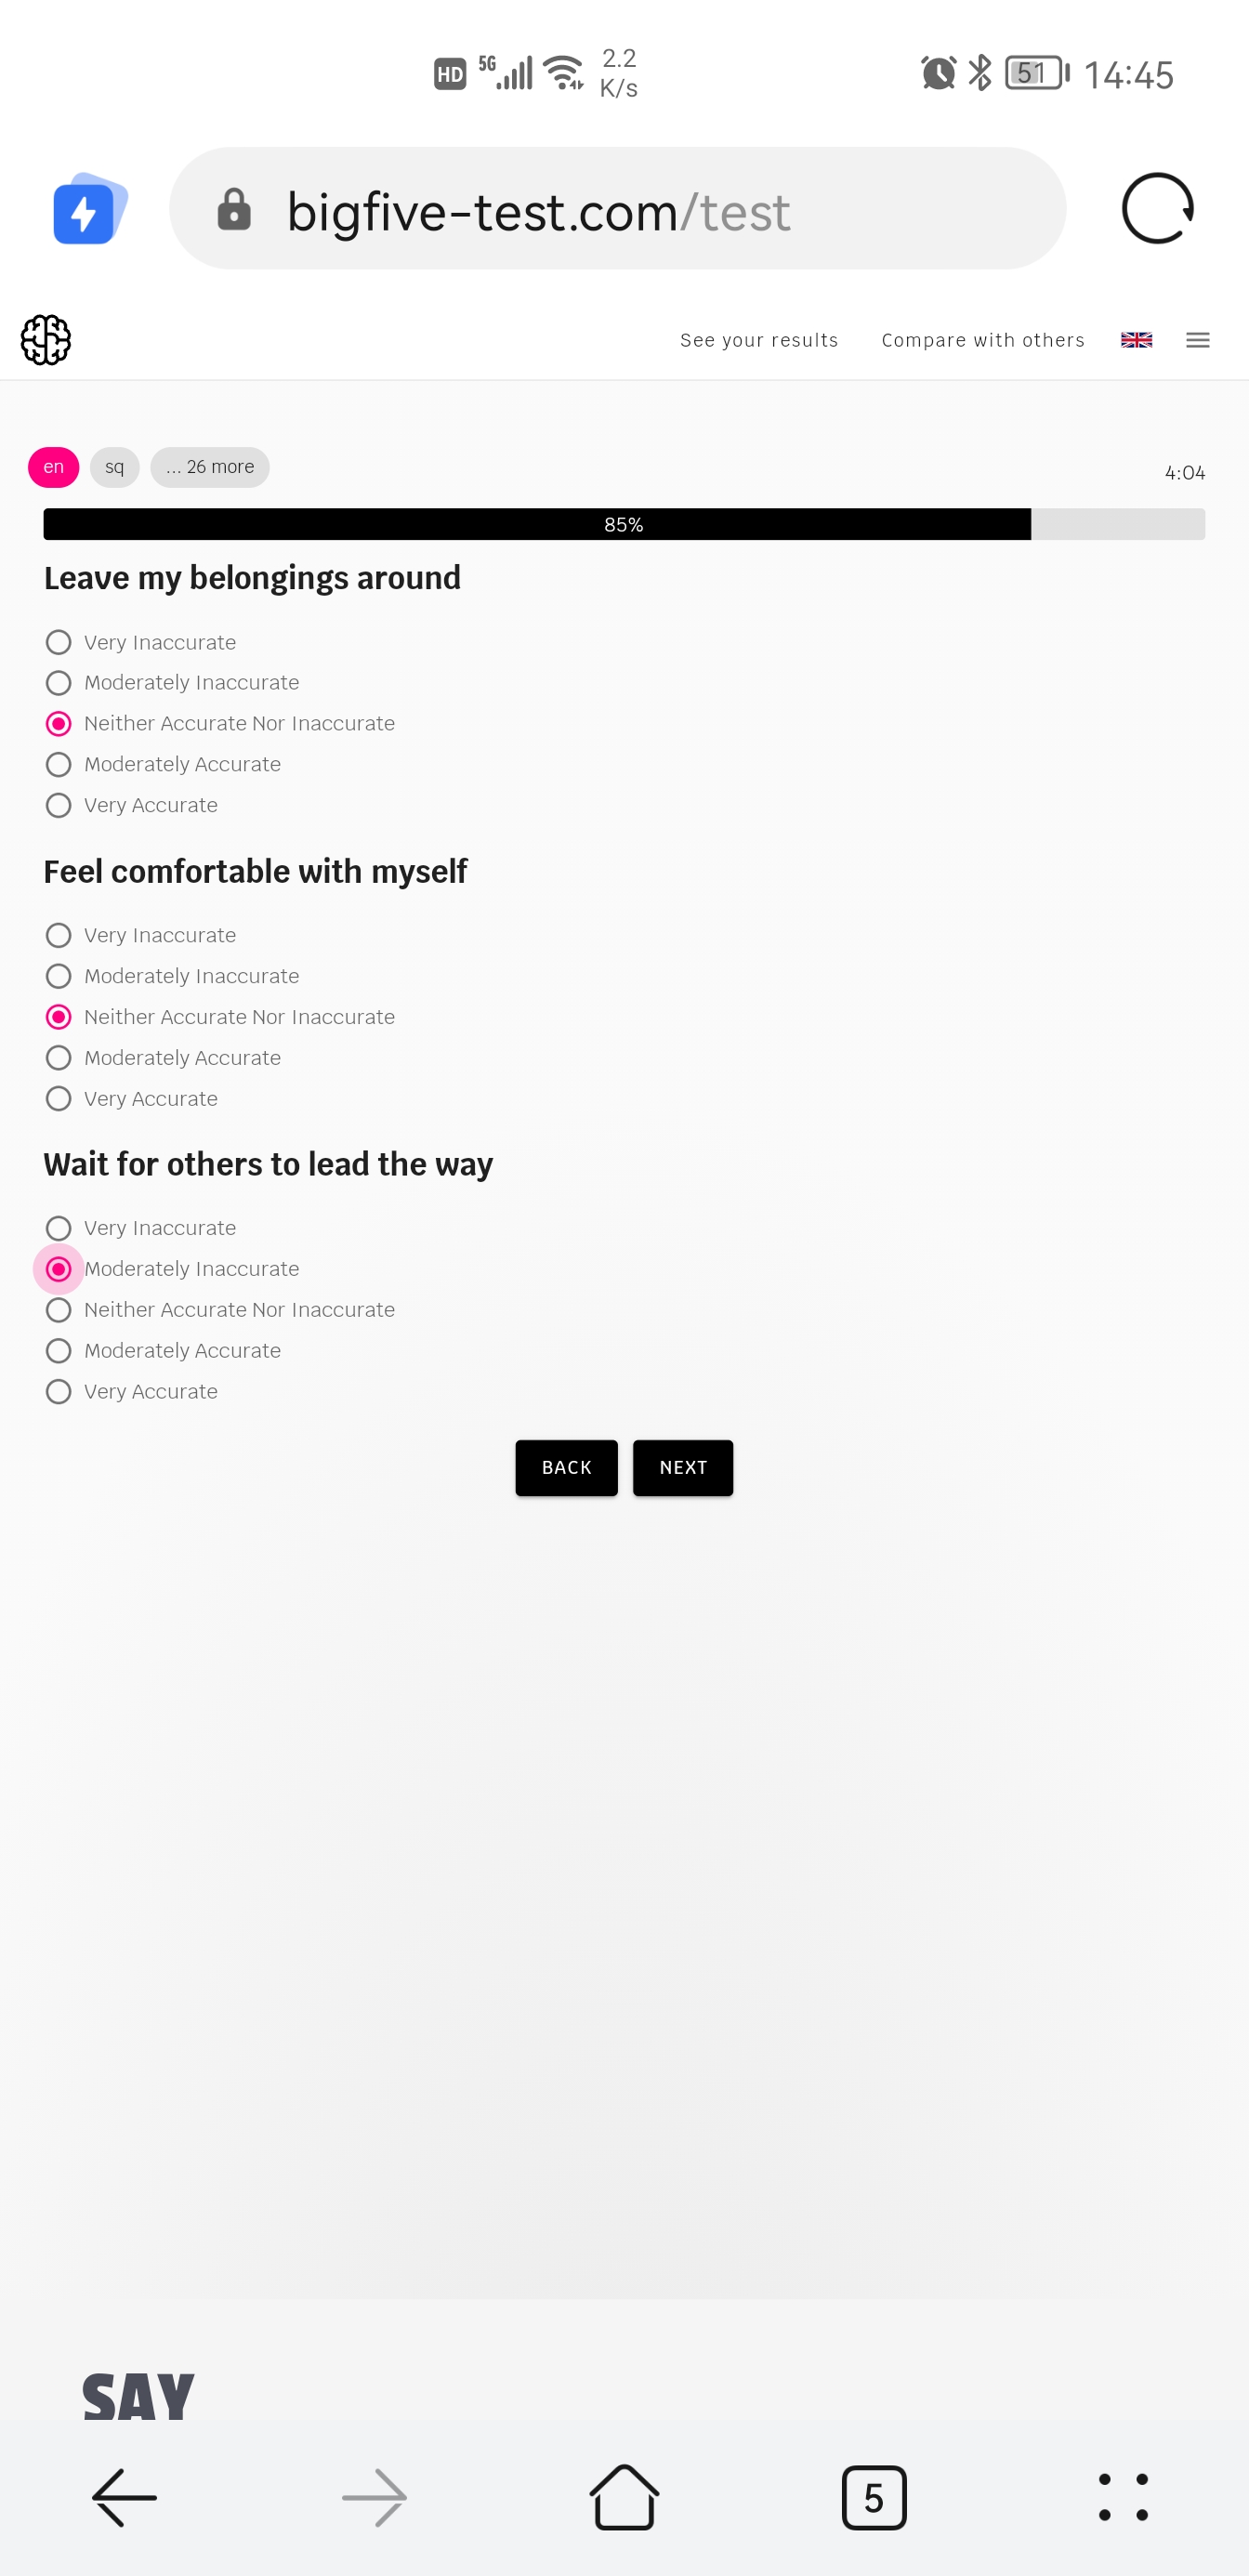 HD 5G 2.2 K/s 51 14:45
bigfive-test.com/test
See your results Compare with others
en sq ... 26 more 4:04
85%
Leave my belongings around
Very Inaccurate
Moderately Inaccurate
Neither Accurate Nor Inaccurate
Moderately Accurate
Very Accurate
Feel comfortable with myself
Very Inaccurate
Moderately Inaccurate
Neither Accurate Nor Inaccurate
Moderately Accurate
Very Accurate
Wait for others to lead the way
Very Inaccurate
Moderately Inaccurate
Neither Accurate Nor Inaccurate
Moderately Accurate
Very Accurate
BACK NEXT
SAY
5